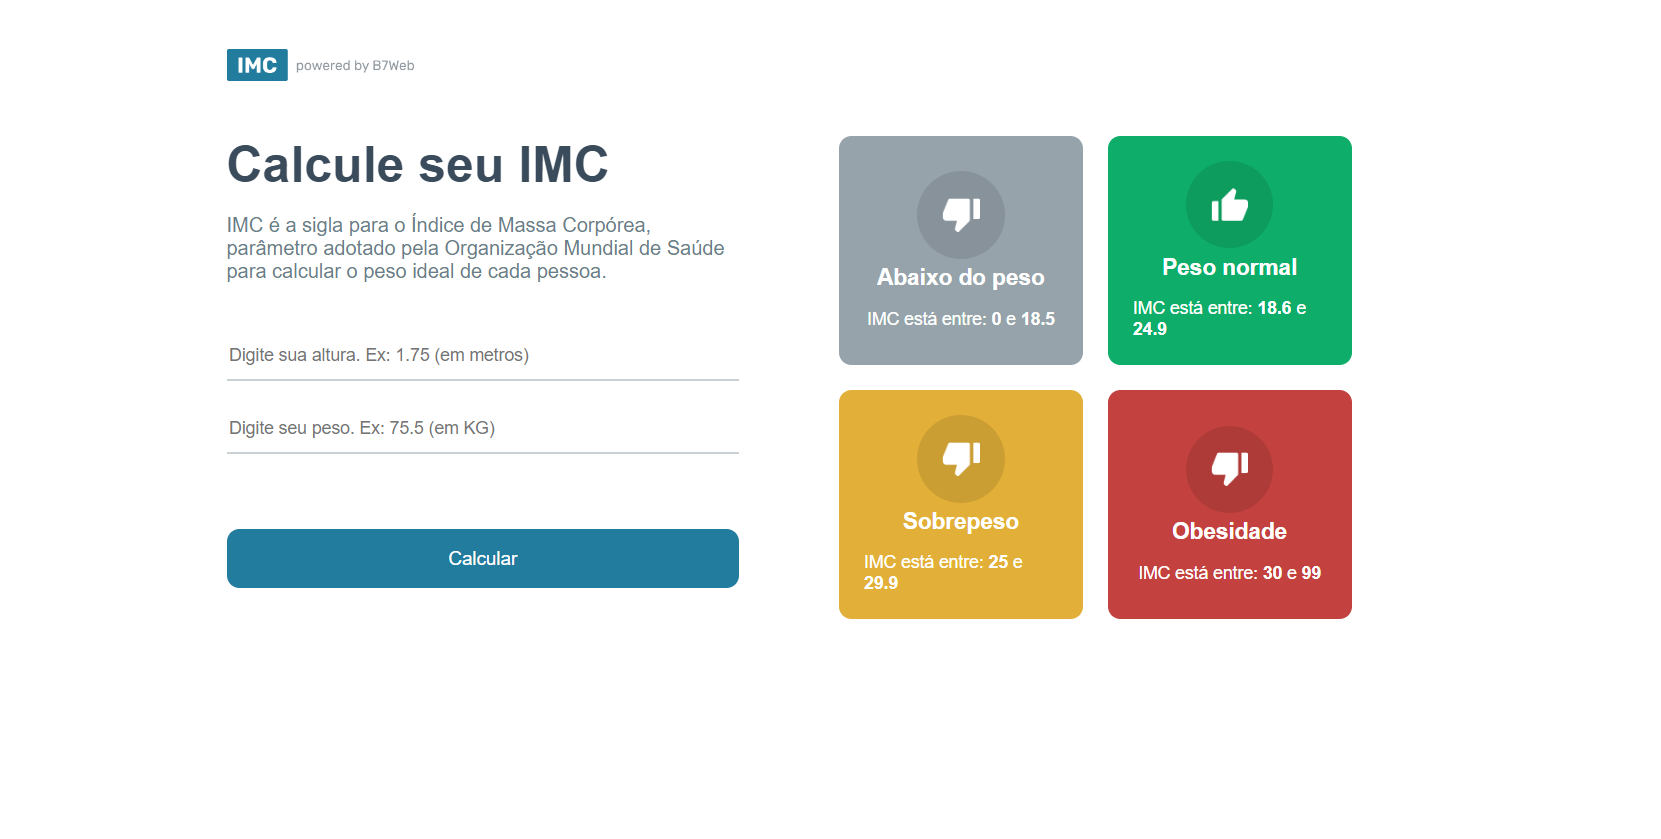 IMC powered by B7Web
Calcule seu IMC
IMC é a sigla para o Índice de Massa Corpórea,
parâmetro adotado pela Organização Mundial de Saúde
para calcular o peso ideal de cada pessoa.
Digite sua altura. Ex: 1.75 (em metros)
Digite seu peso. Ex: 75.5 (em KG)
Calcular
Abaixo do peso
IMC está entre: 0 e 18.5
Peso normal
IMC está entre: 18.6 e
24.9
Sobrepeso
IMC está entre: 25 e
29.9
Obesidade
IMC está entre: 30 e 99